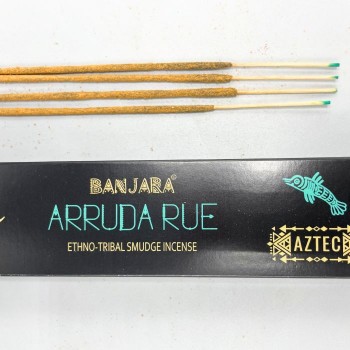 BANJARA®
ARRUDA RUE
ETHNO-TRIBAL SMUDGE INCENSE
AZTEC